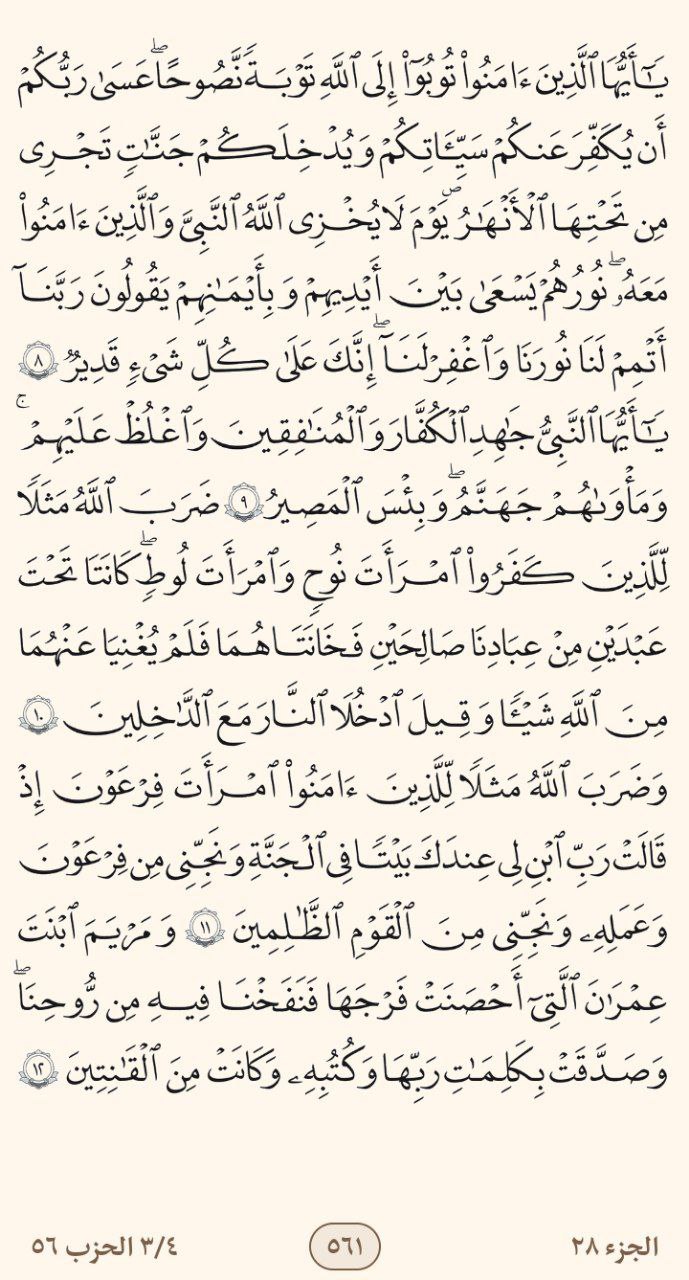 يَٰٓأَيُّهَا ٱلَّذِينَ ءَامَنُوا۟ تُوبُوٓا۟ إِلَى ٱللَّهِ تَوْبَةً نَّصُوحًا ۖ عَسَىٰ رَبُّكُمْ
أَن يُكَفِّرَ عَنكُمْ سَيِّـَٔاتِكُمْ وَيُدْخِلَكُمْ جَنَّٰتٍ تَجْرِى
مِن تَحْتِهَا ٱلْأَنْهَٰرُ ۖ يَوْمَ لَا يُخْزِى ٱللَّهُ ٱلنَّبِىَّ وَٱلَّذِينَ ءَامَنُوا۟
مَعَهُۥ ۖ نُورُهُمْ يَسْعَىٰ بَيْنَ أَيْدِيهِمْ وَبِأَيْمَٰنِهِمْ يَقُولُونَ رَبَّنَآ
أَتْمِمْ لَنَا نُورَنَا وَٱغْفِرْ لَنَآ ۖ إِنَّكَ عَلَىٰ كُلِّ شَىْءٍ قَدِيرٌ ٨
يَٰٓأَيُّهَا ٱلنَّبِىُّ جَٰهِدِ ٱلْكُفَّارَ وَٱلْمُنَٰفِقِينَ وَٱغْلُظْ عَلَيْهِمْ ۚ
وَمَأْوَىٰهُمْ جَهَنَّمُ ۖ وَبِئْسَ ٱلْمَصِيرُ ٩ ضَرَبَ ٱللَّهُ مَثَلًا
لِّلَّذِينَ كَفَرُوا۟ ٱمْرَأَتَ نُوحٍ وَٱمْرَأَتَ لُوطٍ ۖ كَانَتَا تَحْتَ
عَبْدَيْنِ مِنْ عِبَادِنَا صَالِحَيْنِ فَخَانَتَاهُمَا فَلَمْ يُغْنِيَا عَنْهُمَا
مِنَ ٱللَّهِ شَيْـًٔا وَقِيلَ ٱدْخُلَا ٱلنَّارَ مَعَ ٱلدَّٰخِلِينَ ١٠
وَضَرَبَ ٱللَّهُ مَثَلًا لِّلَّذِينَ ءَامَنُوا۟ ٱمْرَأَتَ فِرْعَوْنَ إِذْ
قَالَتْ رَبِّ ٱبْنِ لِى عِندَكَ بَيْتًا فِى ٱلْجَنَّةِ وَنَجِّنِى مِن فِرْعَوْنَ
وَعَمَلِهِۦ وَنَجِّنِى مِنَ ٱلْقَوْمِ ٱلظَّٰلِمِينَ ١١ وَمَرْيَمَ ٱبْنَتَ
عِمْرَٰنَ ٱلَّتِىٓ أَحْصَنَتْ فَرْجَهَا فَنَفَخْنَا فِيهِ مِن رُّوحِنَا ۖ
وَصَدَّقَتْ بِكَلِمَٰتِ رَبِّهَا وَكُتُبِهِۦ وَكَانَتْ مِنَ ٱلْقَٰنِتِينَ ١٢
الجزء ٢٨ ٥٦١ ٣/٤ الحزب ٥٦